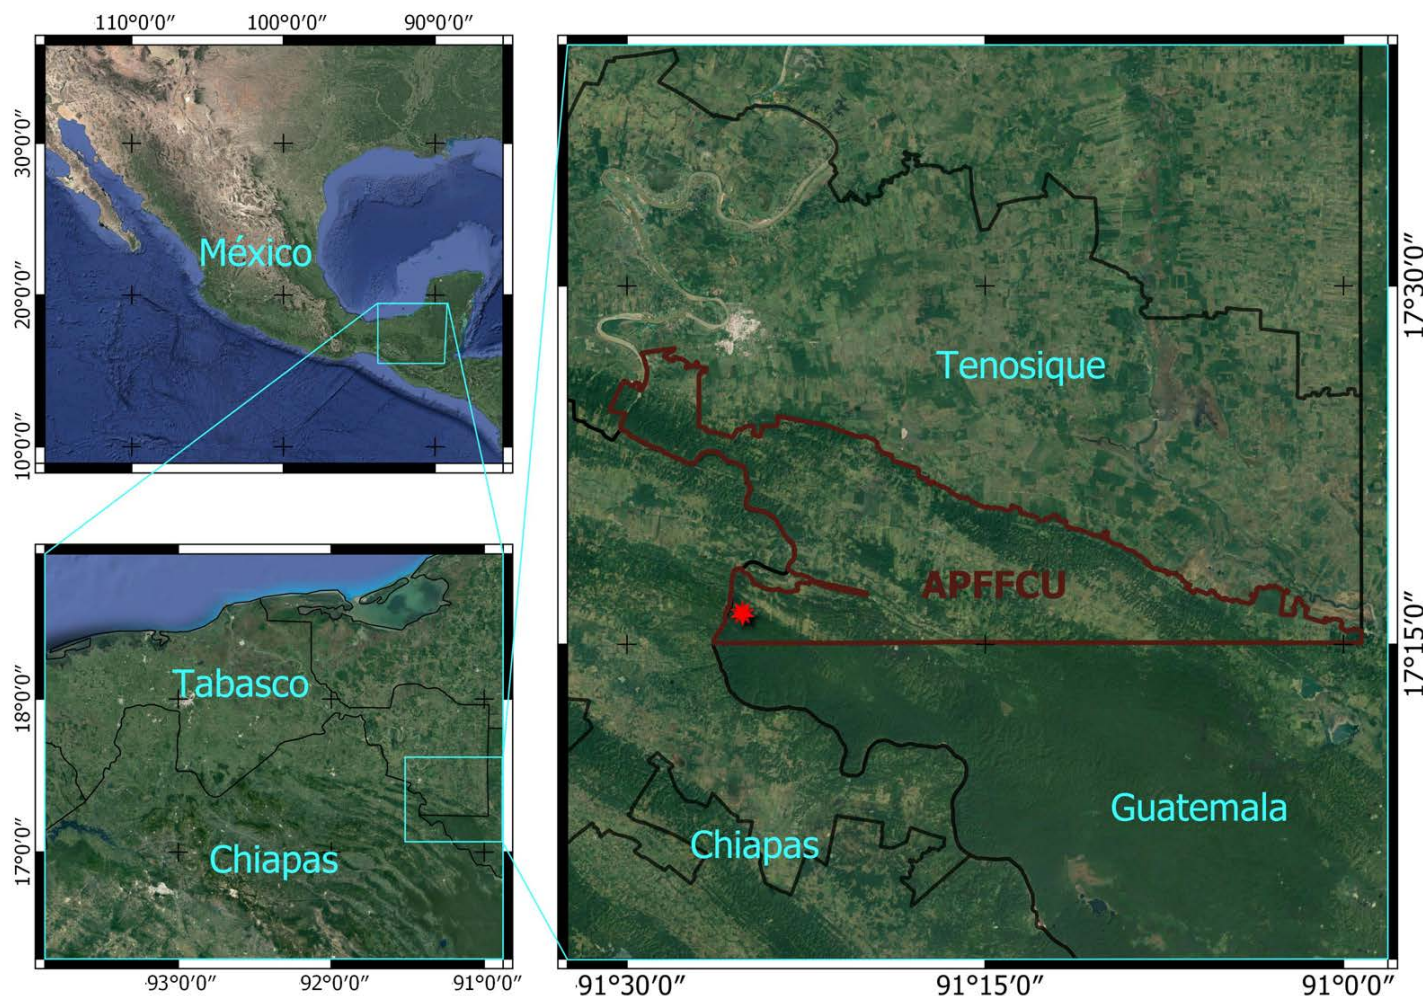 110°0′0″ 100°0′0″ 90°0′0″
30°0′0″
20°0′0″
10°0′0″
México
18°0′0″
17°0′0″
Tabasco
Chiapas
93°0′0″ 92°0′0″ 91°0′0″
Tenosique
APFFCU
Guatemala
Chiapas
17°30′0″
17°15′0″
91°30′0″ 91°15′0″ 91°0′0″